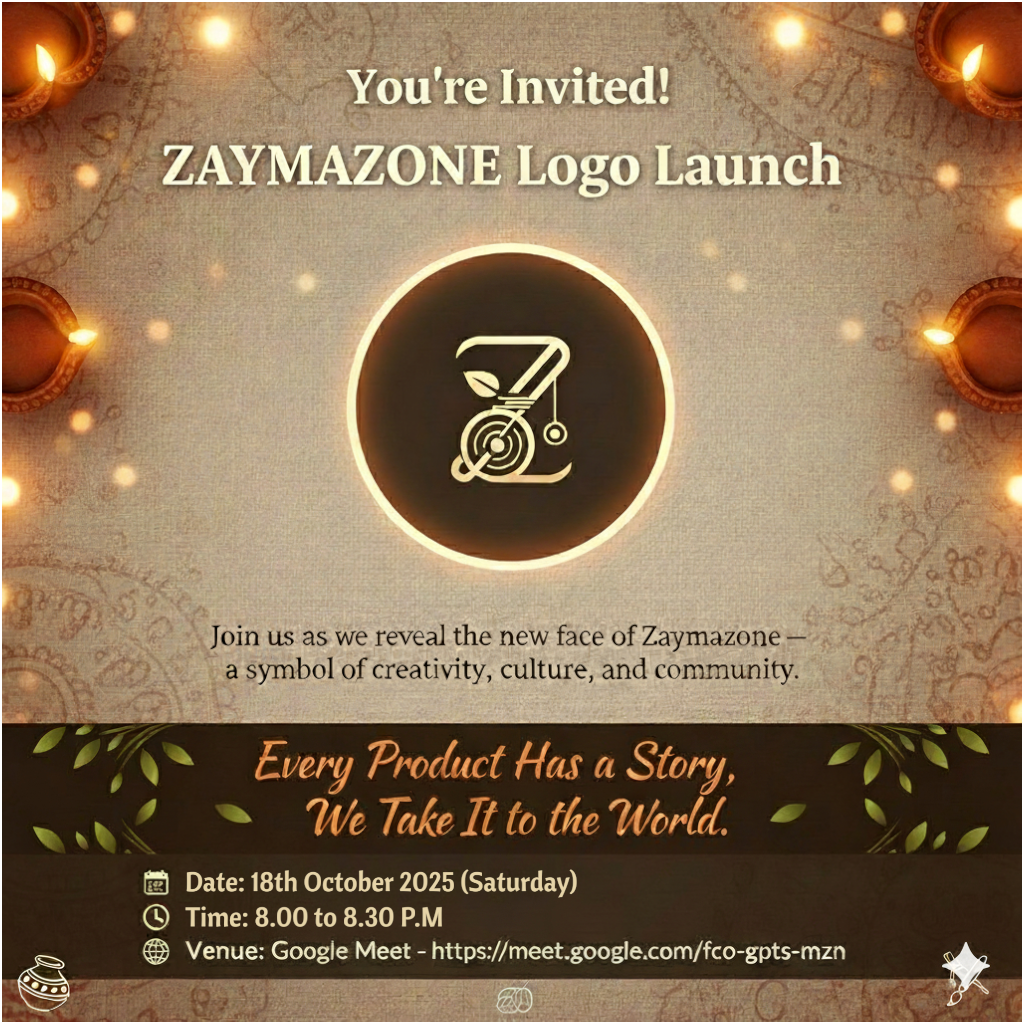 You're Invited!
ZAYMAZONE Logo Launch
Join us as we reveal the new face of Zaymazone –
a symbol of creativity, culture, and community.
Every Product Has a Story,
We Take It to the World.
Date: 18th October 2025 (Saturday)
Time: 8.00 to 8.30 P.M
Venue: Google Meet - https://meet.google.com/fco-gpts-mzn